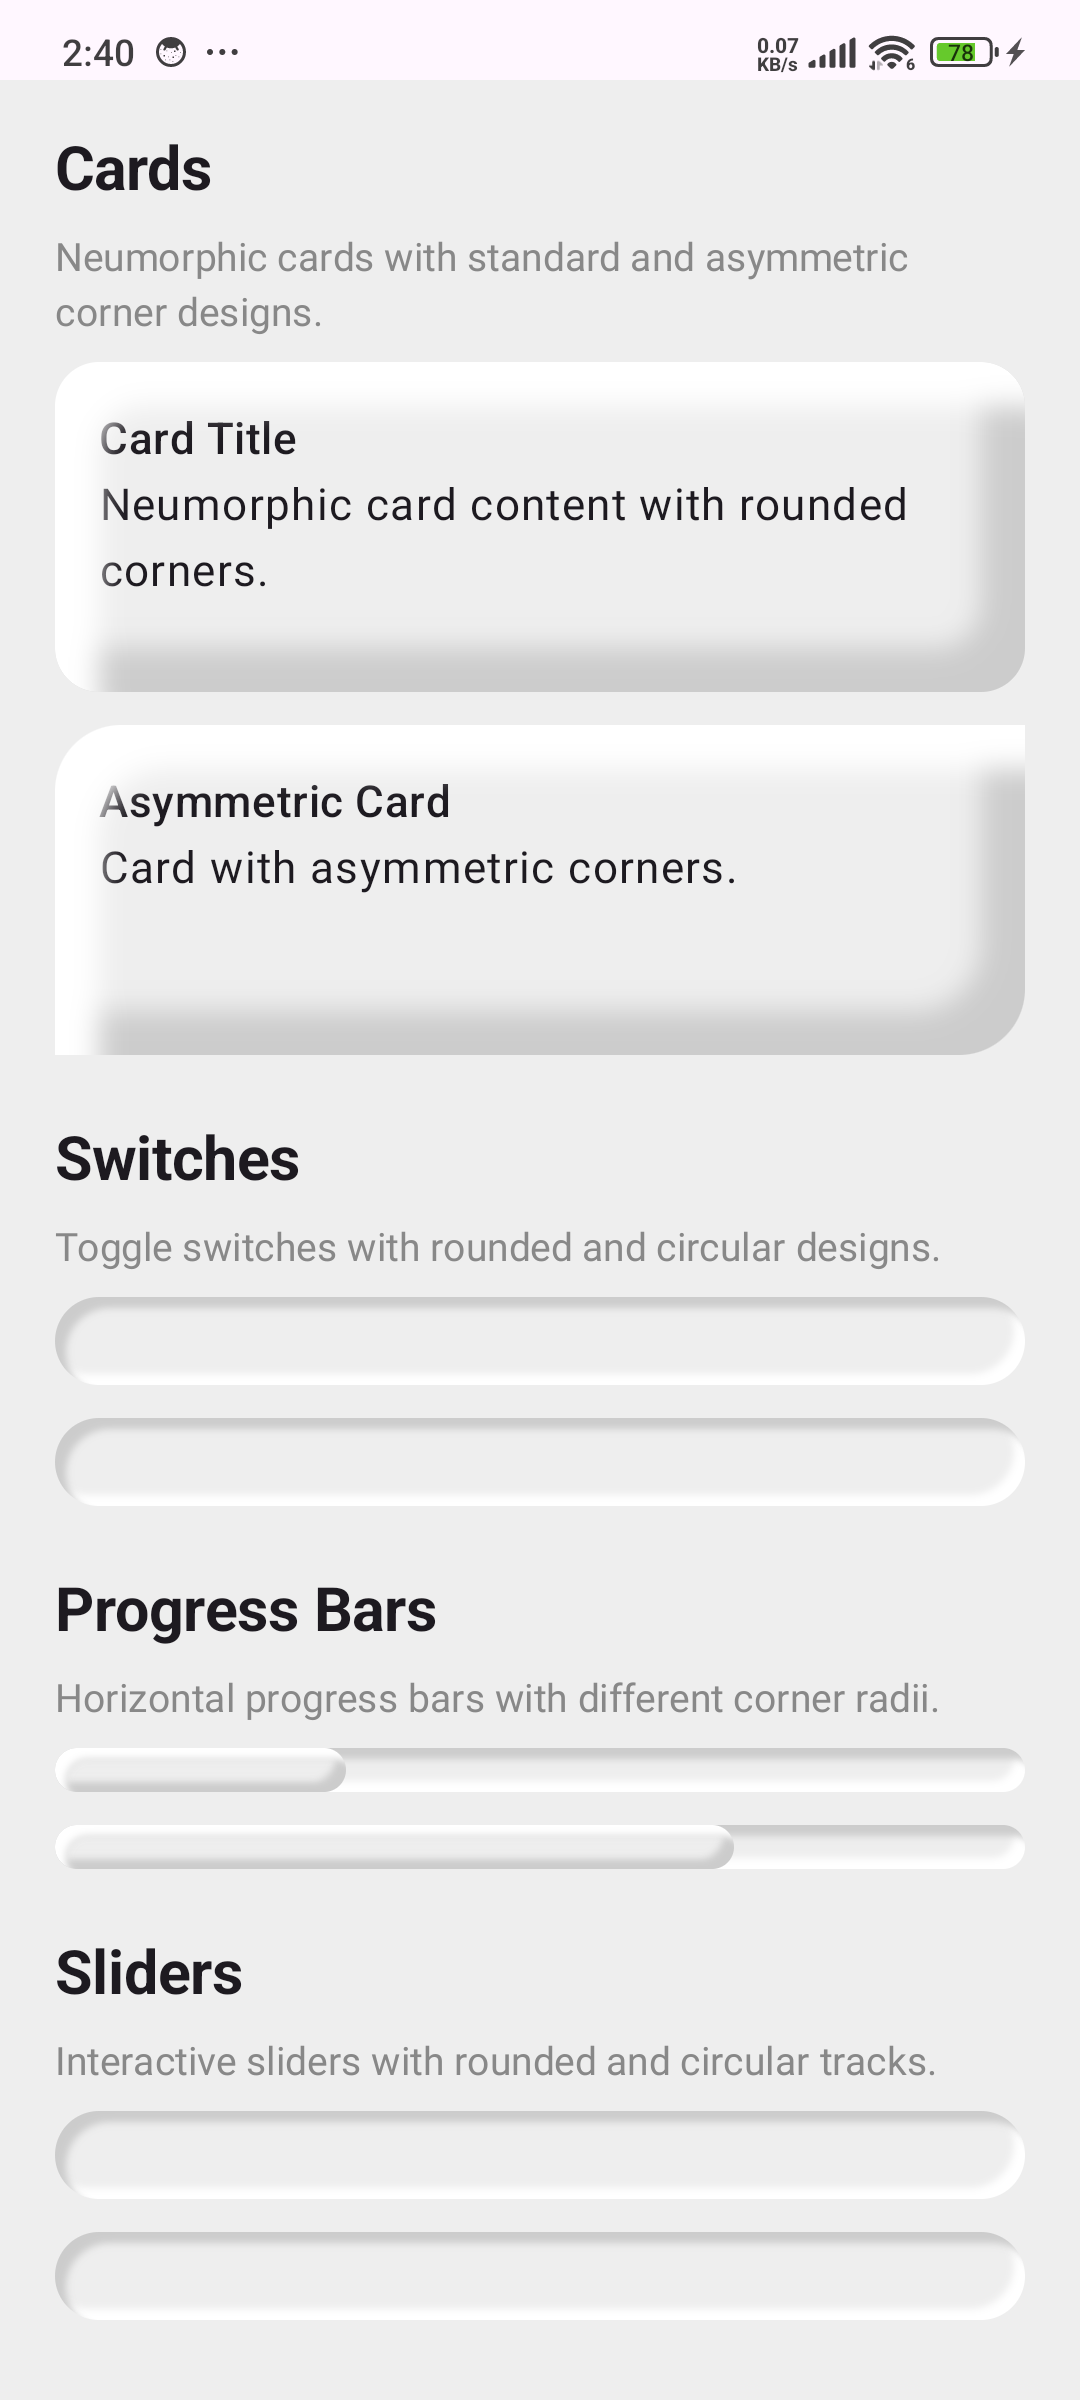 2:40
0.07
KB/s
6
78
Cards
Neumorphic cards with standard and asymmetric
corner designs.
Card Title
Neumorphic card content with rounded
corners.
Asymmetric Card
Card with asymmetric corners.
Switches
Toggle switches with rounded and circular designs.
Progress Bars
Horizontal progress bars with different corner radii.
Sliders
Interactive sliders with rounded and circular tracks.